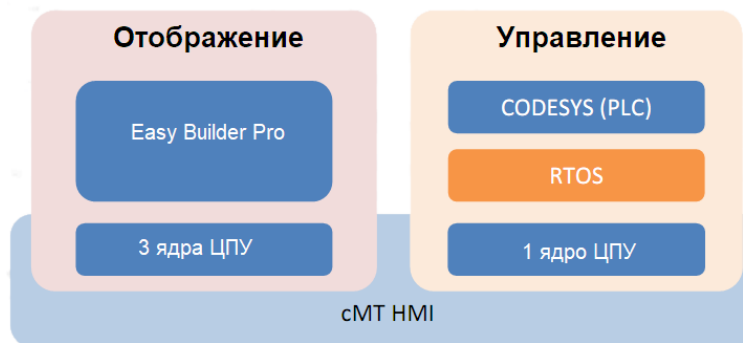 Отображение
Easy Builder Pro
3 ядра ЦПУ
Управление
CODESYS (PLC)
RTOS
1 ядро ЦПУ
cMT HMI